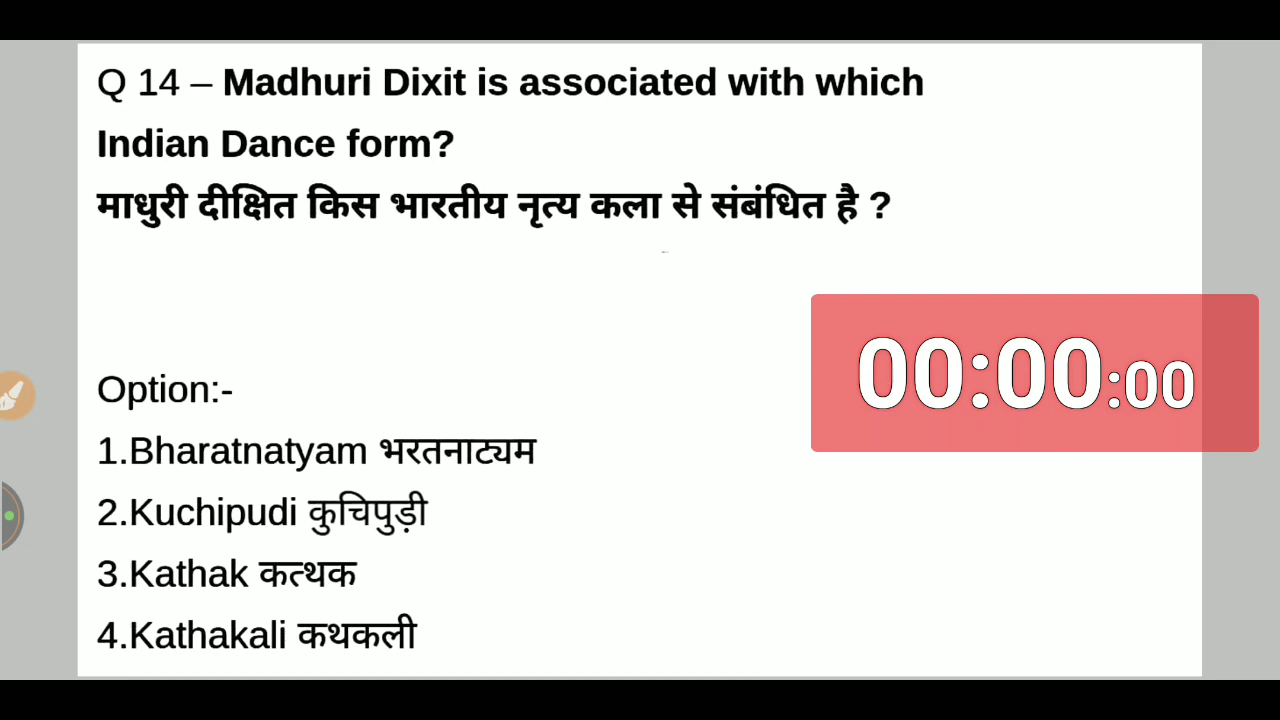 Q 14 – Madhuri Dixit is associated with which
Indian Dance form?
माधुरी दीक्षित किस भारतीय नृत्य कला से संबंधित है ?
00:00:00
Option:-
1.Bharatnatyam भरतनाट्यम
2.Kuchipudi कुचिपुड़ी
3.Kathak कत्थक
4.Kathakali कथकली